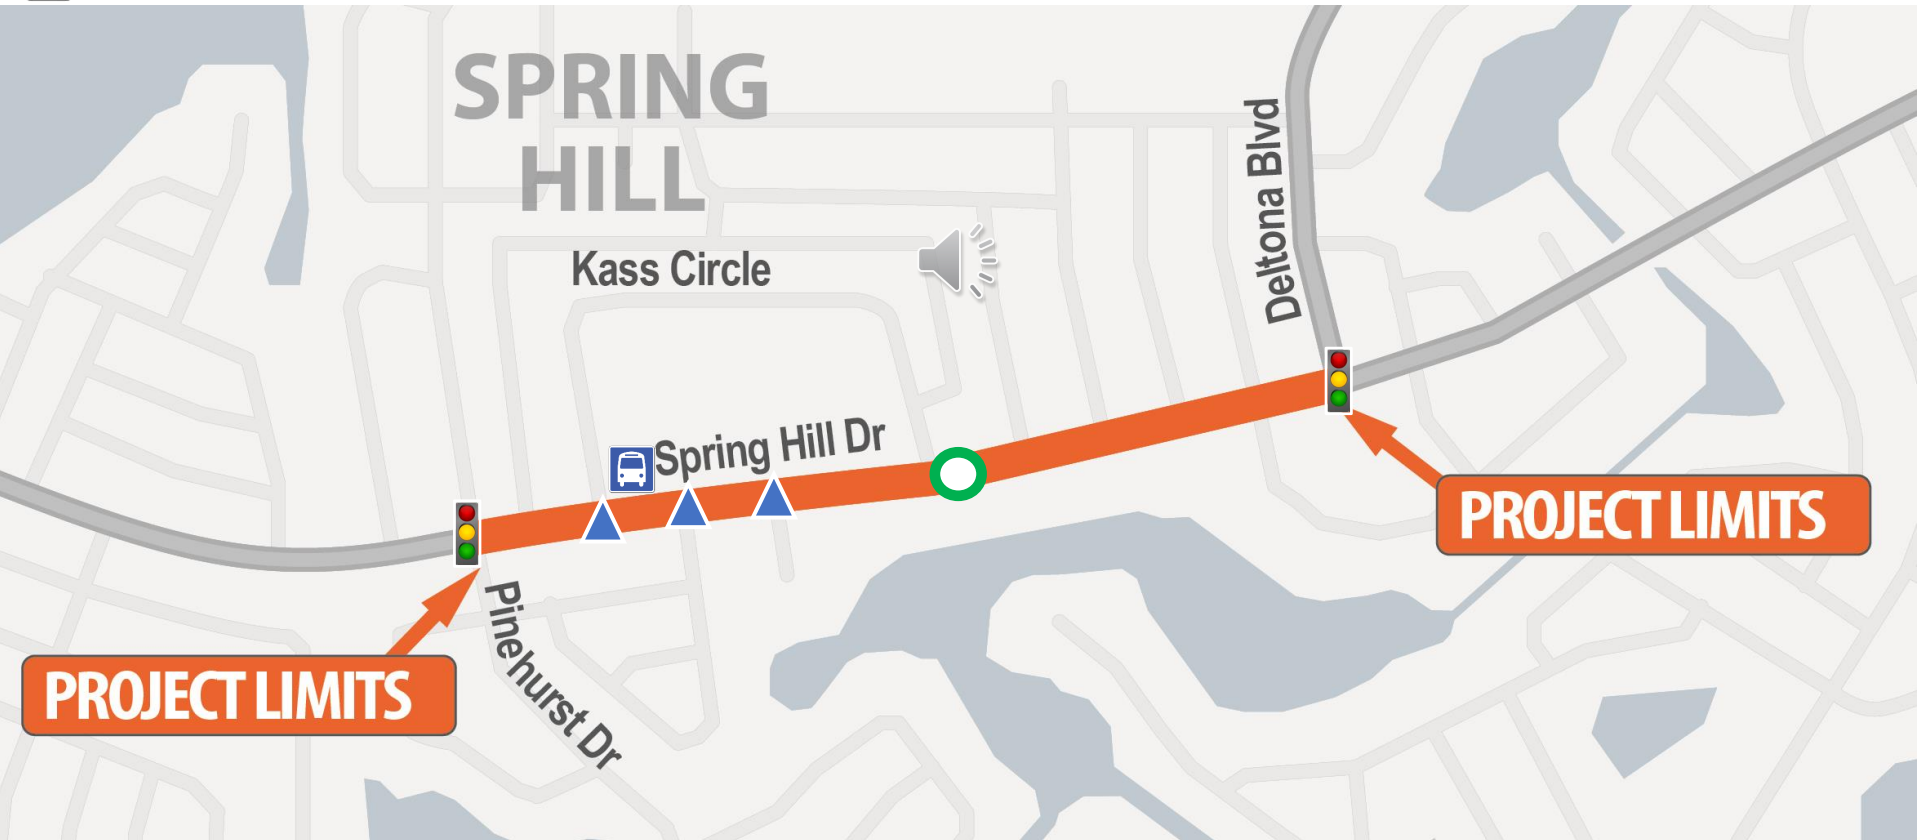 SPRING
HILL
Kass Circle
Deltona Blvd
Spring Hill Dr
PROJECT LIMITS
Pinehurst Dr
PROJECT LIMITS